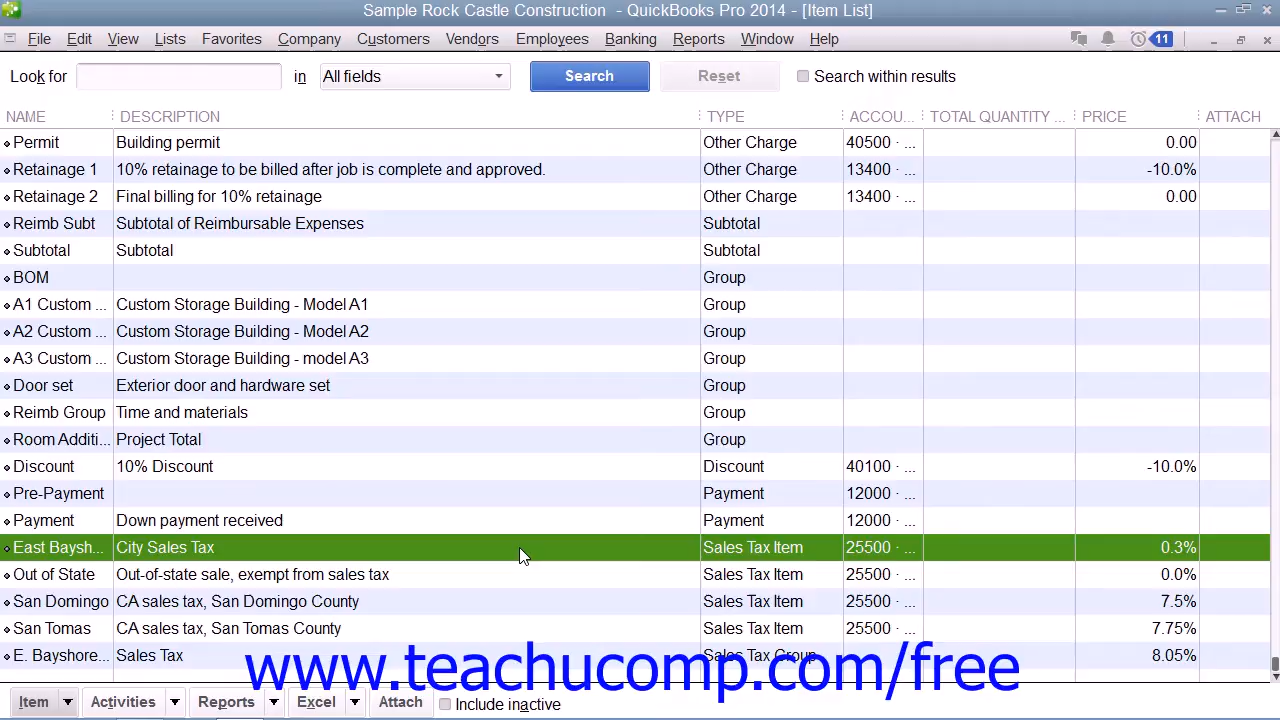 Sample Rock Castle Construction - QuickBooks Pro 2014 - [Item List]
File Edit View Lists Favorites Company Customers Vendors Employees Banking Reports Window Help 11
Look for in All fields Search Reset Search within results
NAME DESCRIPTION TYPE ACCOU... TOTAL QUANTITY ... PRICE ATTACH
Permit Building permit Other Charge 40500 · ... 0.00
Retainage 1 10% retainage to be billed after job is complete and approved. Other Charge 13400 · ... -10.0%
Retainage 2 Final billing for 10% retainage Other Charge 13400 · ... 0.00
Reimb Subt Subtotal of Reimbursable Expenses Subtotal
Subtotal Subtotal Subtotal
BOM Group
A1 Custom ... Custom Storage Building - Model A1 Group
A2 Custom ... Custom Storage Building - Model A2 Group
A3 Custom ... Custom Storage Building - model A3 Group
Door set Exterior door and hardware set Group
Reimb Group Time and materials Group
Room Additi... Project Total Group
Discount 10% Discount Discount 40100 · ... -10.0%
Pre-Payment Payment 12000 · ...
Payment Down payment received Payment 12000 · ...
East Baysh... City Sales Tax Sales Tax Item 25500 · ... 0.3%
Out of State Out-of-state sale, exempt from sales tax Sales Tax Item 25500 · ... 0.0%
San Domingo CA sales tax, San Domingo County Sales Tax Item 25500 · ... 7.5%
San Tomas CA sales tax, San Tomas County Sales Tax Item 25500 · ... 7.75%
E. Bayshore... Sales Tax Sales Tax Group 8.05%
www.teachucomp.com/free
Item Activities Reports Excel Attach Include inactive